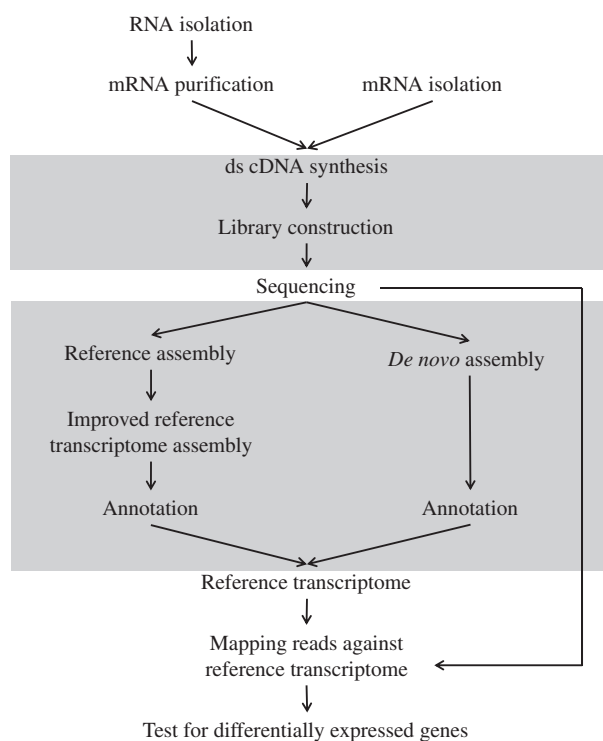 RNA isolation
mRNA purification
mRNA isolation
ds cDNA synthesis
Library construction
Sequencing
Reference assembly
De novo assembly
Improved reference
transcriptome assembly
Annotation
Annotation
Reference transcriptome
Mapping reads against
reference transcriptome
Test for differentially expressed genes